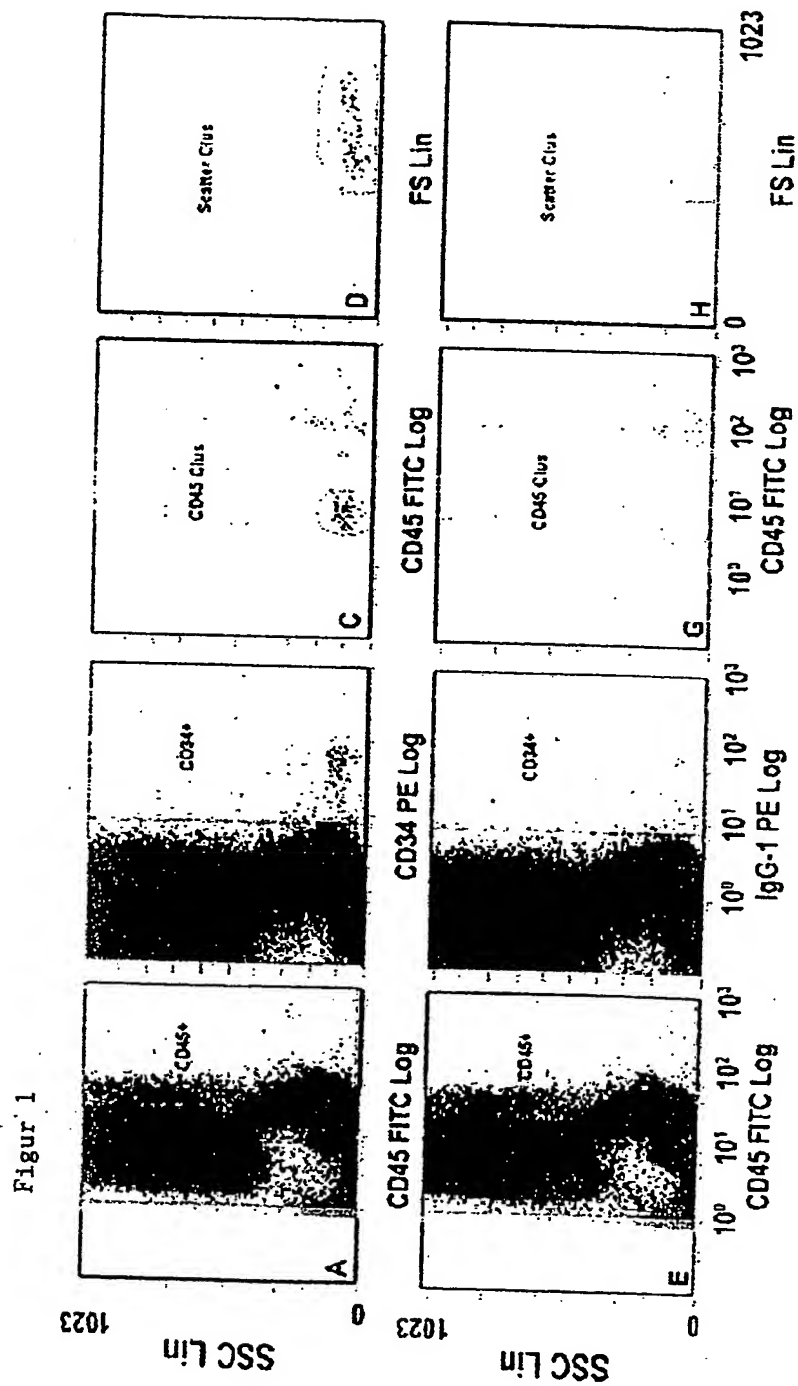 Figur 1
1023
SSC Lin
0
A
CD45+
CD45 FITC Log
CD34+
CD34 PE Log
C
CD45 Clus
CD45 FITC Log
D
Scatter Clus
FS Lin
1023
SSC Lin
0
E
CD45+
10⁰ 10¹ 10² 10³
CD45 FITC Log
CD34+
10⁰ 10¹ 10² 10³
IgG-1 PE Log
G
CD45 Clus
10⁰ 10¹ 10² 10³
CD45 FITC Log
H
Scatter Clus
0 1023
FS Lin